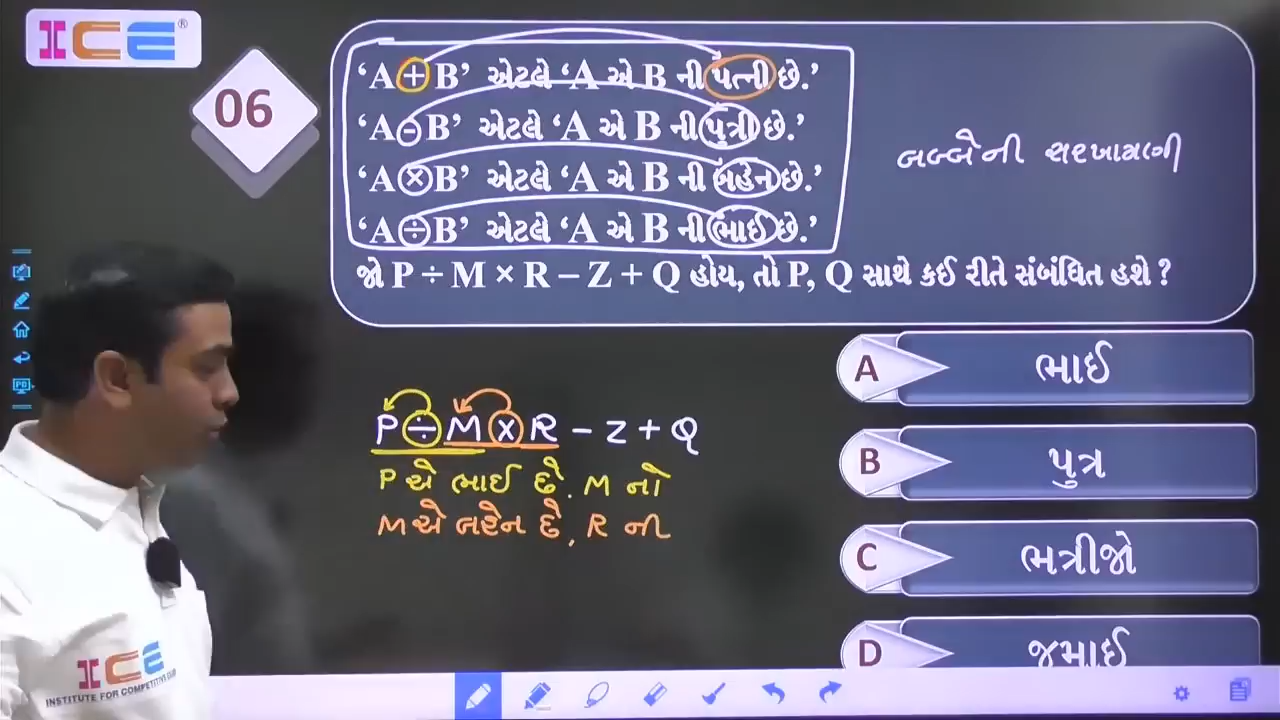 ICE®
06
‘A + B’ એટલે ‘A એ B ની પત્ની છે.’
‘A – B’ એટલે ‘A એ B ની પુત્રી છે.’
‘A × B’ એટલે ‘A એ B ની બહેન છે.’
‘A ÷ B’ એટલે ‘A એ B ની ભાઈ છે.’
જો P ÷ M × R – Z + Q હોય, તો P, Q સાથે કઈ રીતે સંબંધિત હશે ?
બબ્બેની સરખામણી
P ÷ M × R – Z + Q
P એ ભાઈ છે. M નો
M એ બહેન છે, R ની
A ભાઈ
B પુત્ર
C ભત્રીજો
D જમાઈ
ICE
INSTITUTE FOR COMPETITIVE